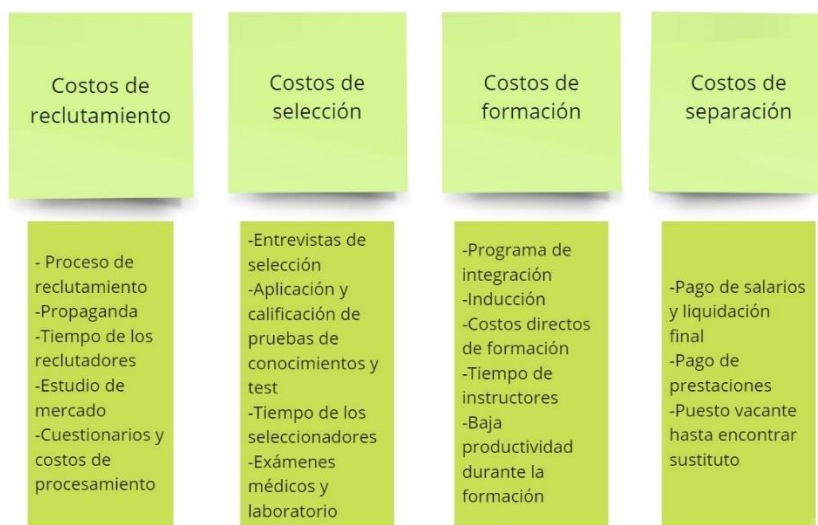 Costos de
reclutamiento
Costos de
selección
Costos de
formación
Costos de
separación
- Proceso de
reclutamiento
-Propaganda
-Tiempo de los
reclutadores
-Estudio de
mercado
-Cuestionarios y
costos de
procesamiento
-Entrevistas de
selección
-Aplicación y
calificación de
pruebas de
conocimientos y
test
-Tiempo de los
seleccionadores
-Exámenes
médicos y
laboratorio
-Programa de
integración
-Inducción
-Costos directos
de formación
-Tiempo de
instructores
-Baja
productividad
durante la
formación
-Pago de salarios
y liquidación
final
-Pago de
prestaciones
-Puesto vacante
hasta encontrar
sustituto